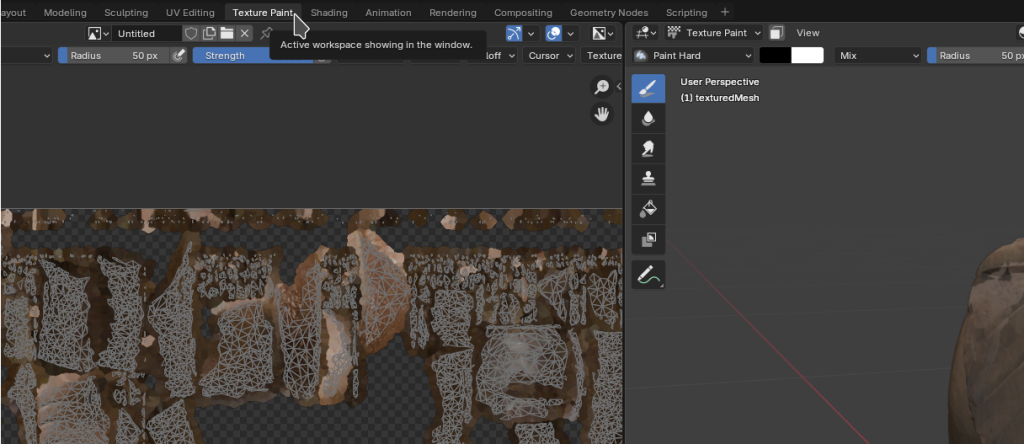 ayout Modeling Sculpting UV Editing Texture Paint Shading Animation Rendering Compositing Geometry Nodes Scripting +
Untitled
Texture Paint View
Active workspace showing in the window.
Radius 50 px Strength loff Cursor Texture
Paint Hard Mix Radius 50 px
User Perspective
(1) texturedMesh